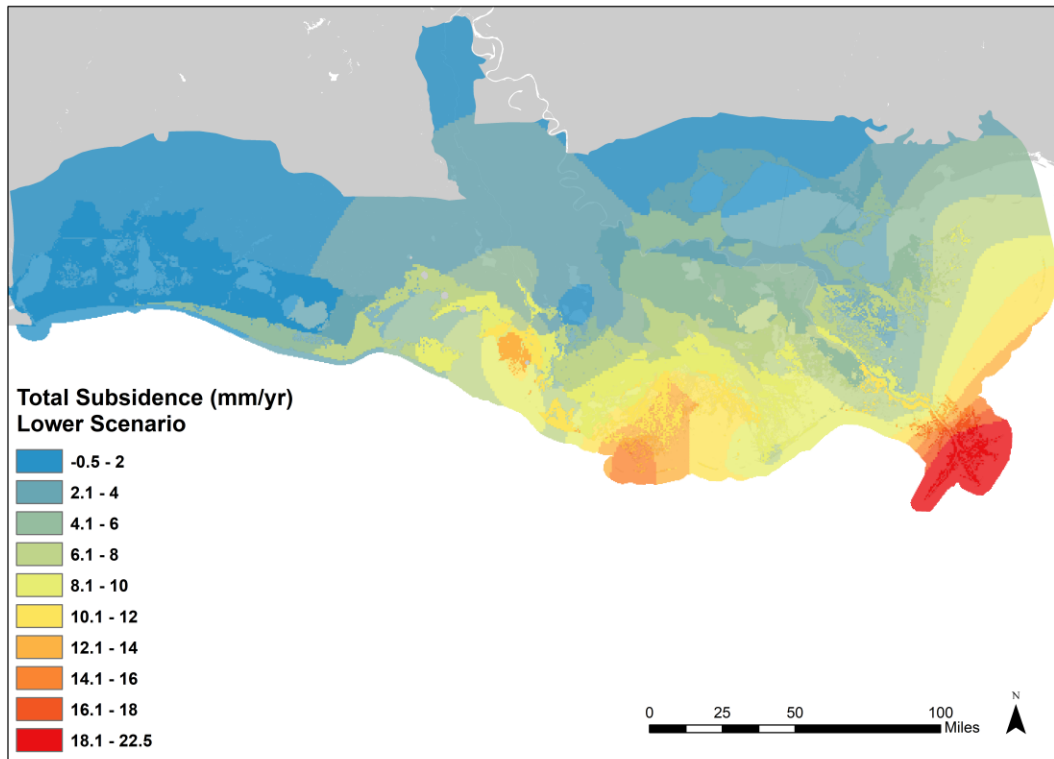 Total Subsidence (mm/yr)
Lower Scenario
-0.5 - 2
2.1 - 4
4.1 - 6
6.1 - 8
8.1 - 10
10.1 - 12
12.1 - 14
14.1 - 16
16.1 - 18
18.1 - 22.5
0 25 50 100
Miles
N